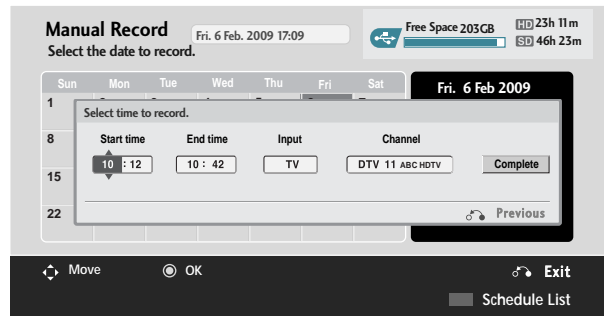 Manual Record
Fri. 6 Feb. 2009 17:09
Free Space 203GB
HD 23h 11m
SD 46h 23m
Select the date to record.
Sun Mon Tue Wed Thu Fri Sat
Fri. 6 Feb 2009
1
Select time to record.
8
Start time End time Input Channel
10 : 12 10 : 42 TV DTV 11 ABC HDTV Complete
15
22
Previous
Move OK Exit
Schedule List